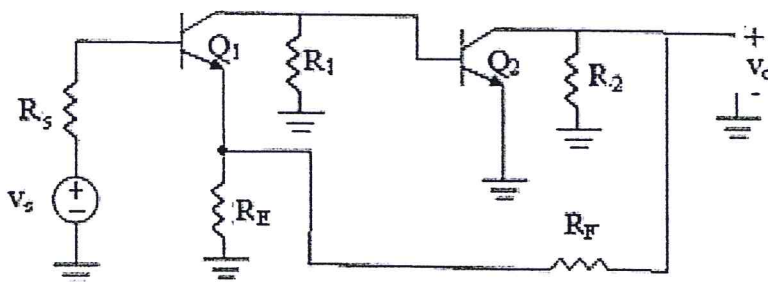 Q1
R1
Q2
R2
+
vo
-
Rs
vs
+
-
RE
RF